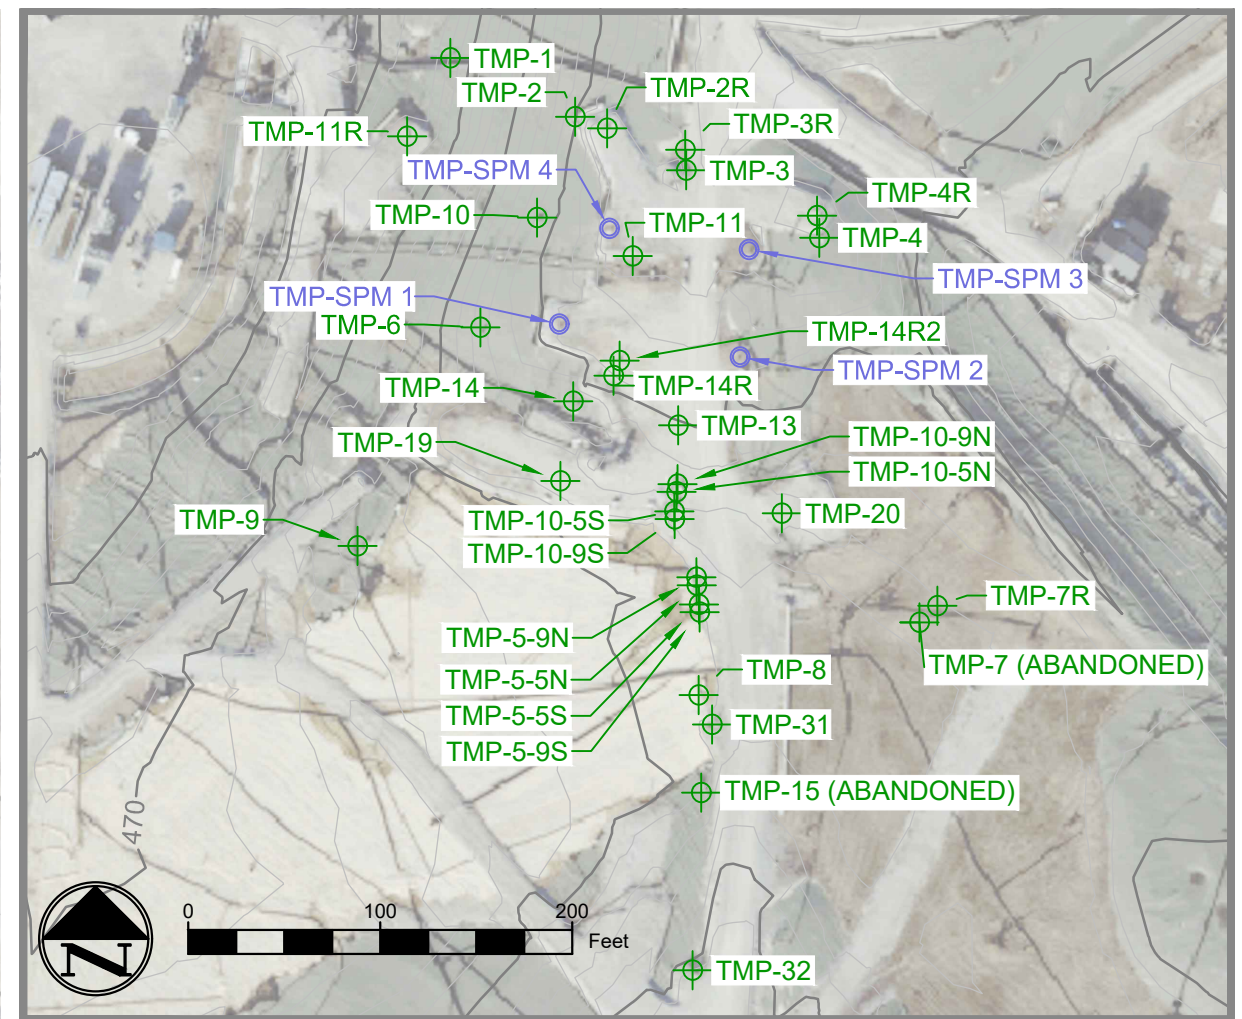 TMP-1
TMP-2
TMP-2R
TMP-11R
TMP-3R
TMP-SPM 4
TMP-3
TMP-4R
TMP-10
TMP-11
TMP-4
TMP-SPM 3
TMP-SPM 1
TMP-6
TMP-14R2
TMP-SPM 2
TMP-14
TMP-14R
TMP-13
TMP-19
TMP-10-9N
TMP-10-5N
TMP-9
TMP-10-5S
TMP-20
TMP-10-9S
TMP-7R
TMP-5-9N
TMP-7 (ABANDONED)
TMP-8
TMP-5-5N
TMP-5-5S
TMP-31
TMP-5-9S
TMP-15 (ABANDONED)
470
0 100 200
Feet
N
TMP-32